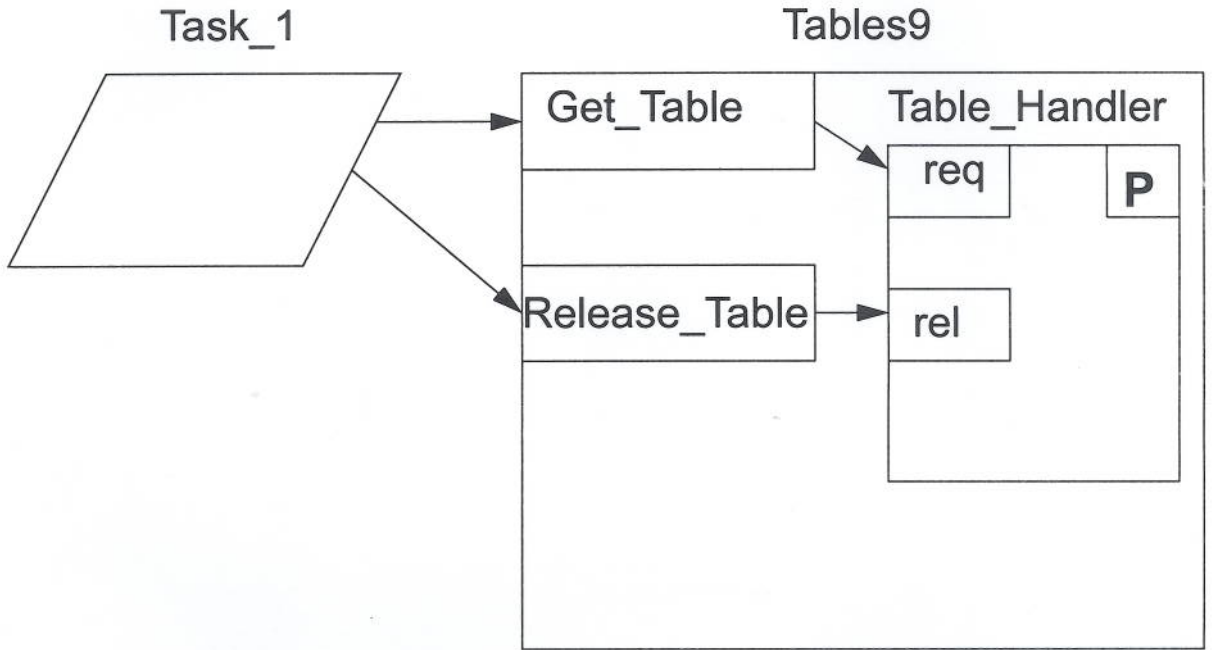 Task_1
Tables9
Get_Table
Table_Handler
req
P
Release_Table
rel